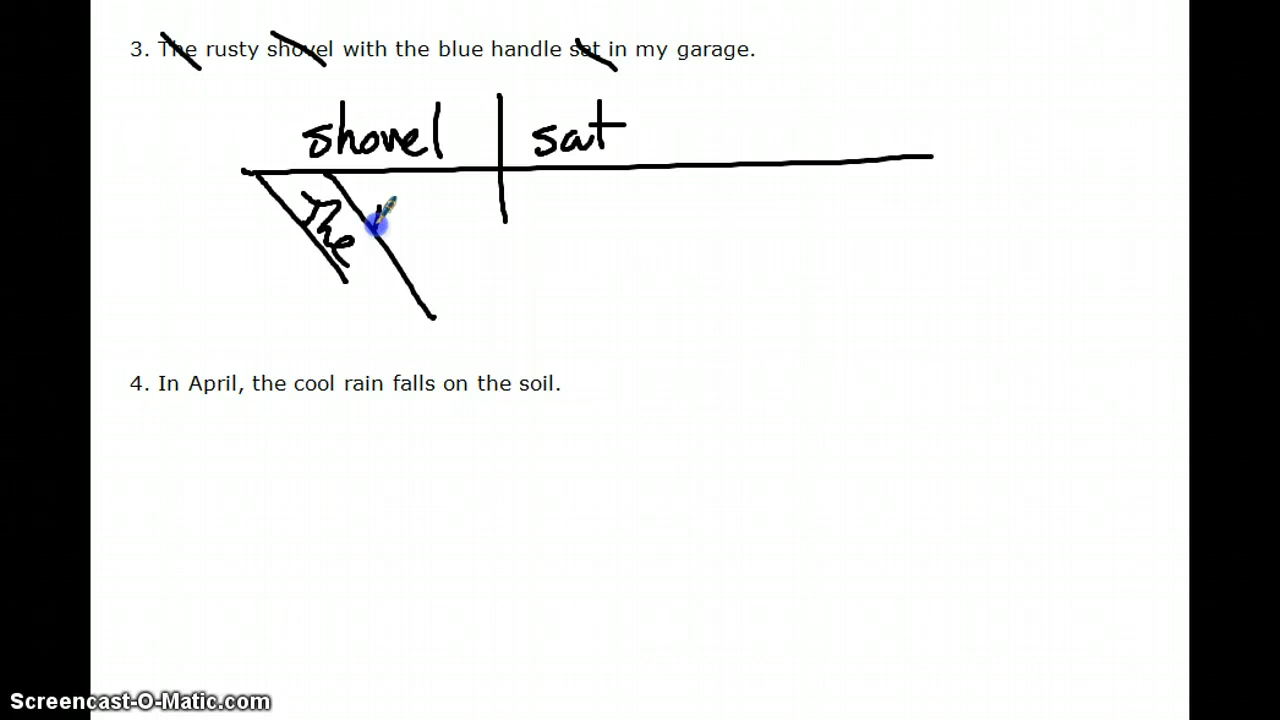 3. The rusty shovel with the blue handle sat in my garage.
shovel sat
The
4. In April, the cool rain falls on the soil.
Screencast-O-Matic.com